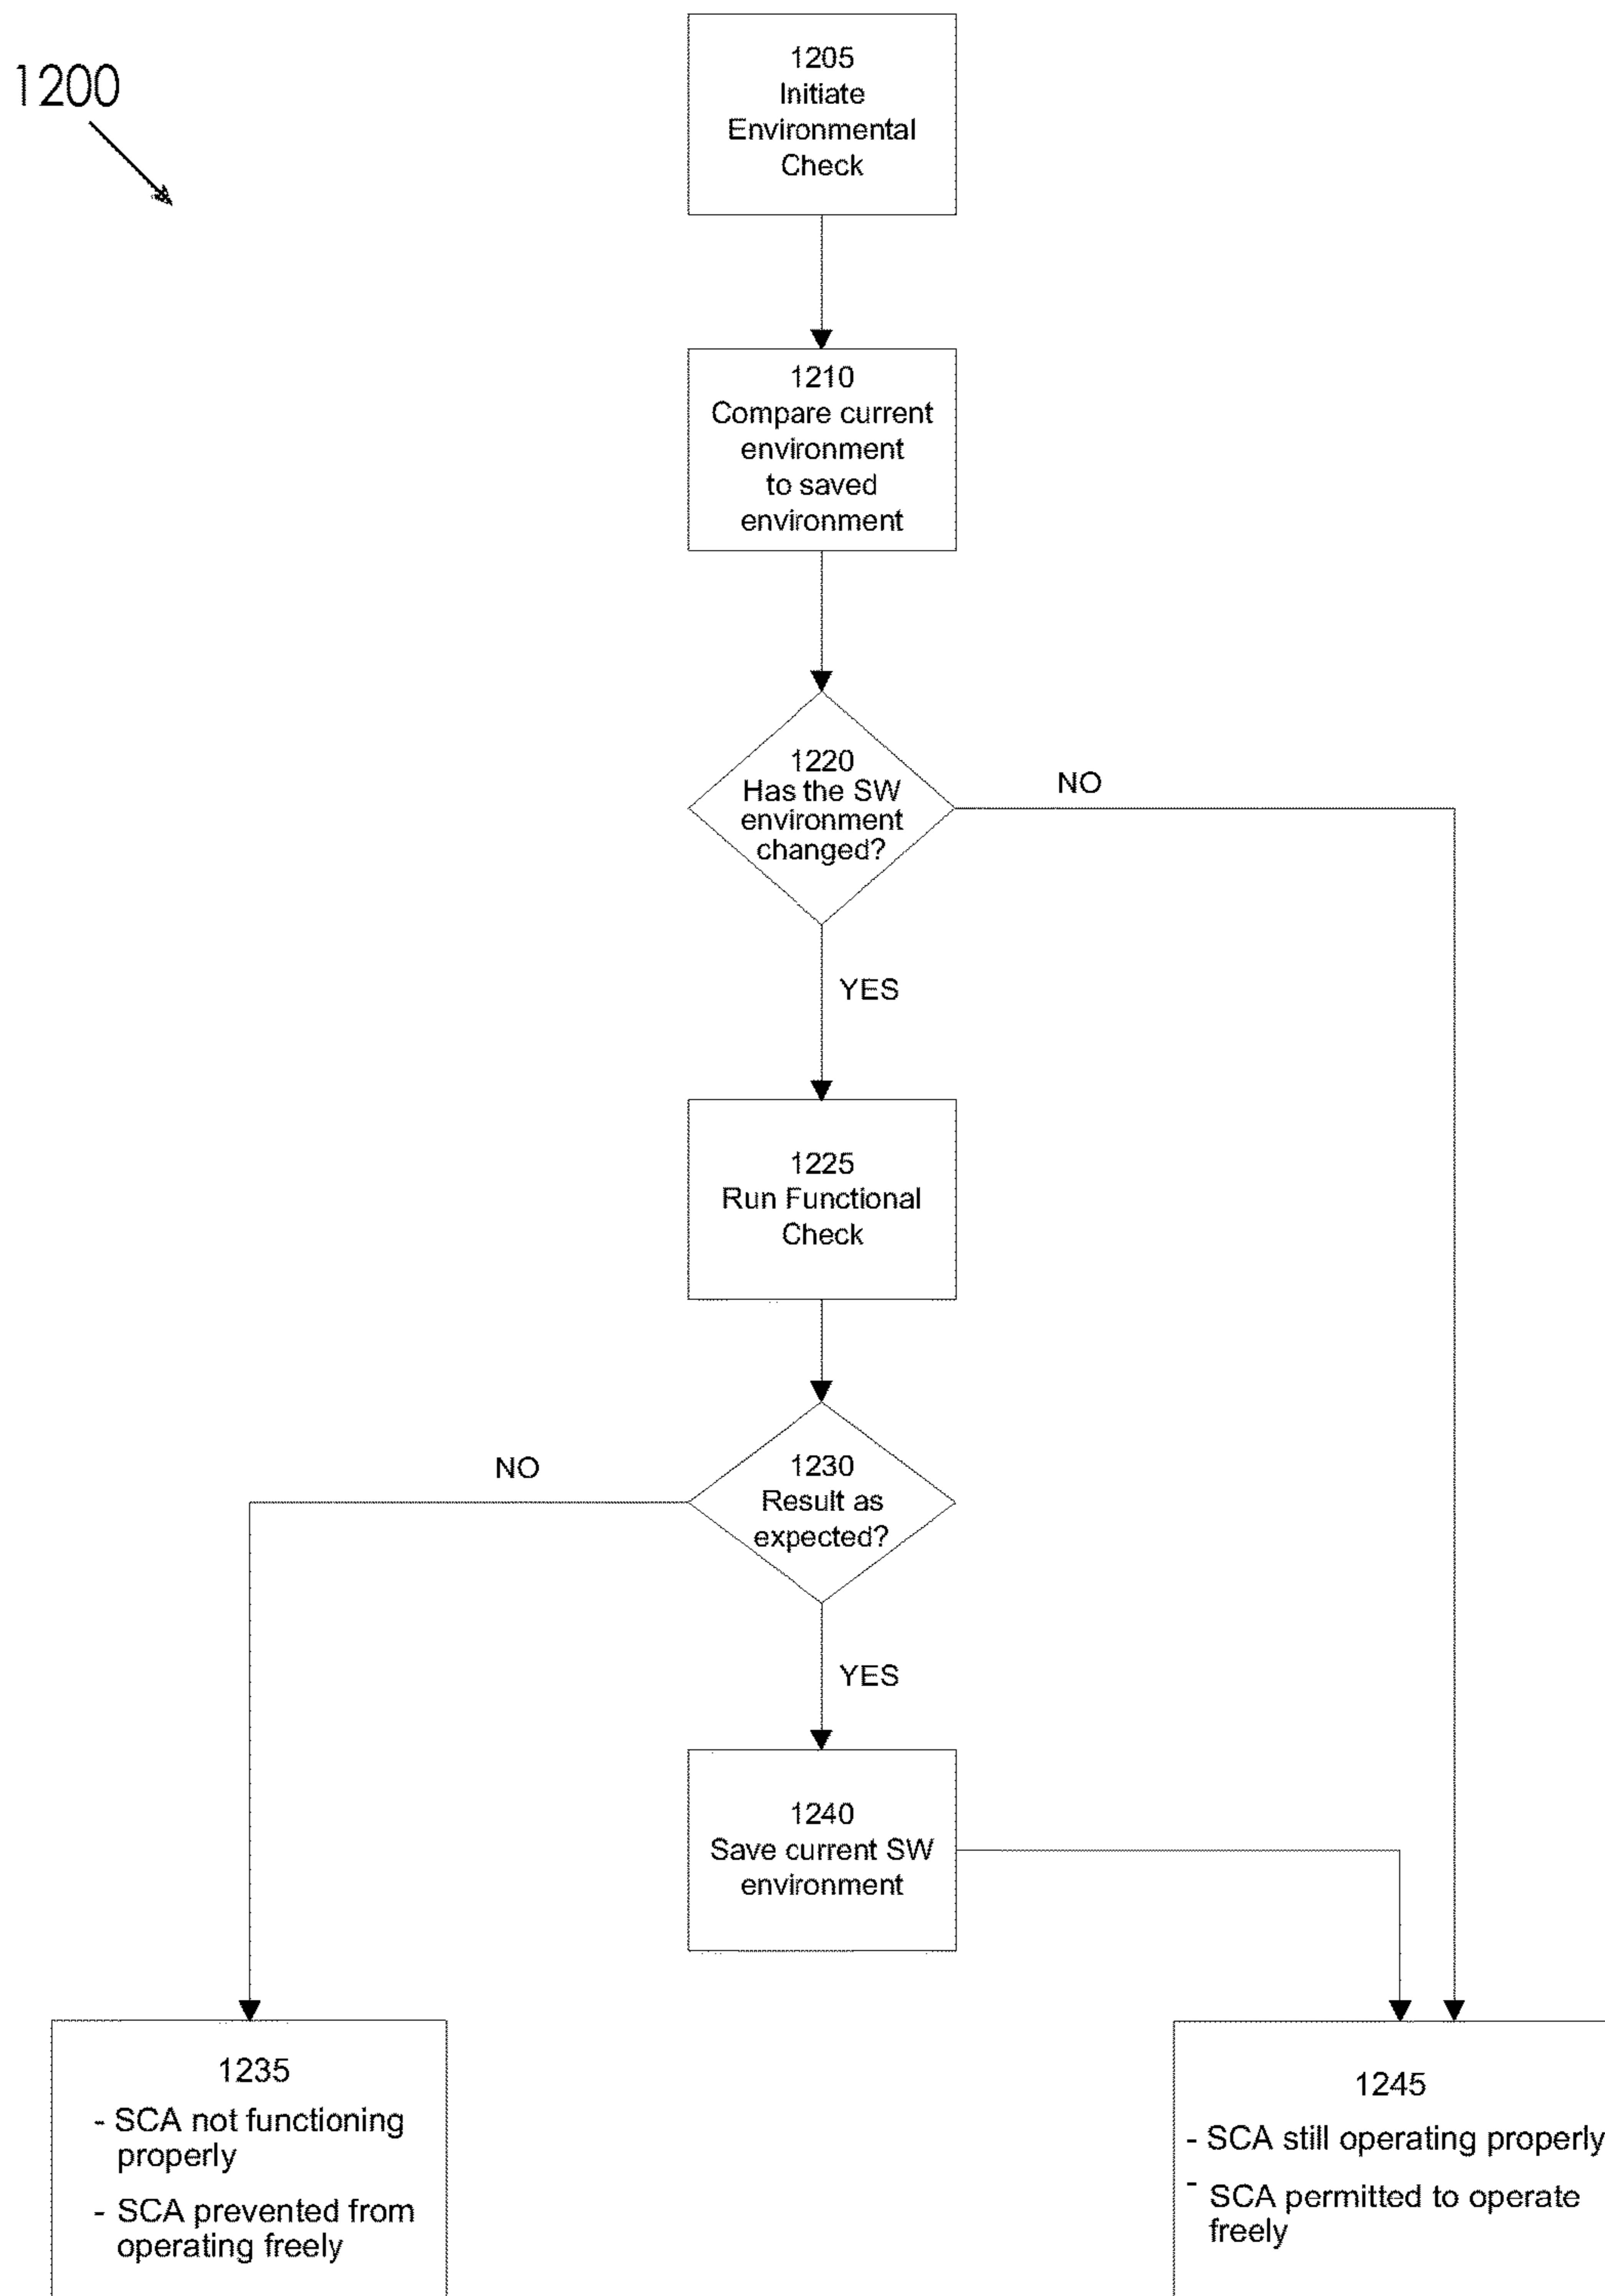 1200
1205
Initiate
Environmental
Check
1210
Compare current
environment
to saved
environment
1220
Has the SW
environment
changed?
NO
YES
1225
Run Functional
Check
1230
Result as
expected?
NO
YES
1240
Save current SW
environment
1235
- SCA not functioning
properly
- SCA prevented from
operating freely
1245
- SCA still operating properly
- SCA permitted to operate
freely